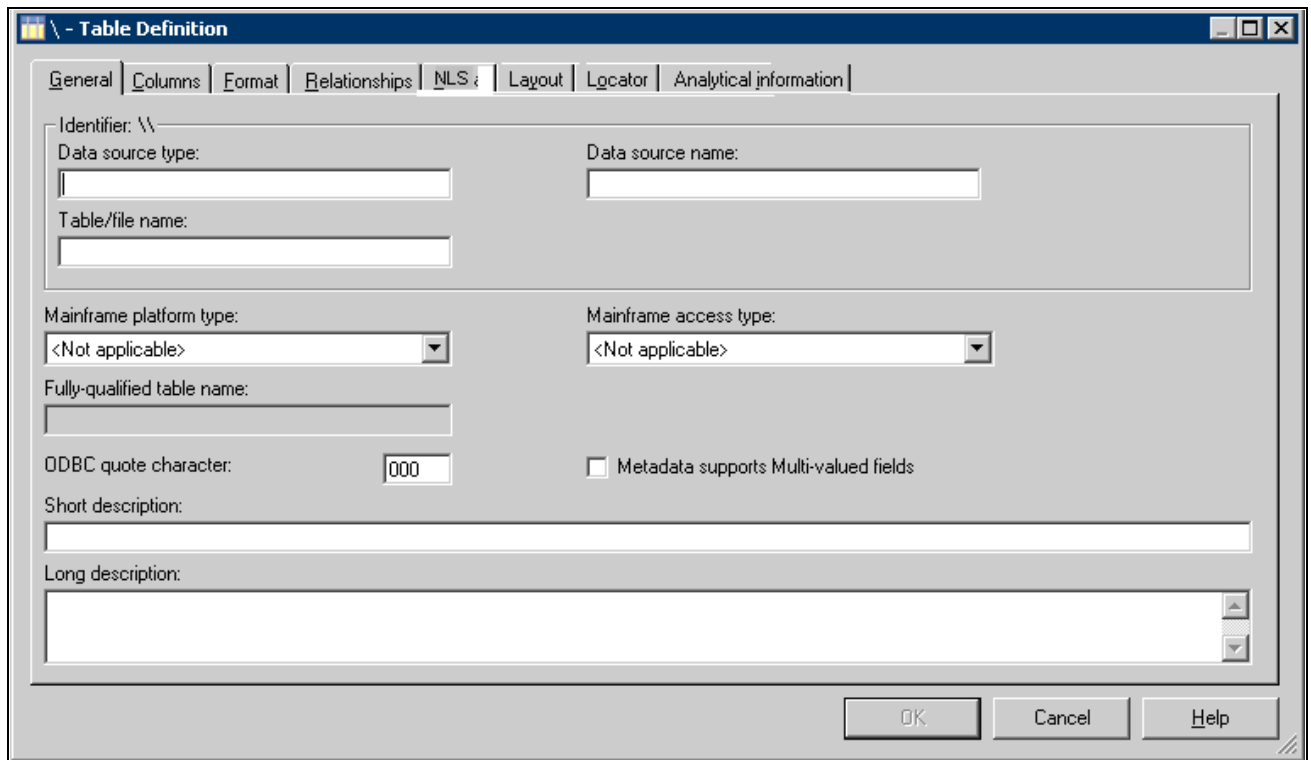 \ - Table Definition
General Columns Format Relationships NLS Layout Locator Analytical information
Identifier: \\
Data source type: Data source name:
Table/file name:
Mainframe platform type: Mainframe access type:
<Not applicable> <Not applicable>
Fully-qualified table name:
ODBC quote character: 000 Metadata supports Multi-valued fields
Short description:
Long description:
OK Cancel Help